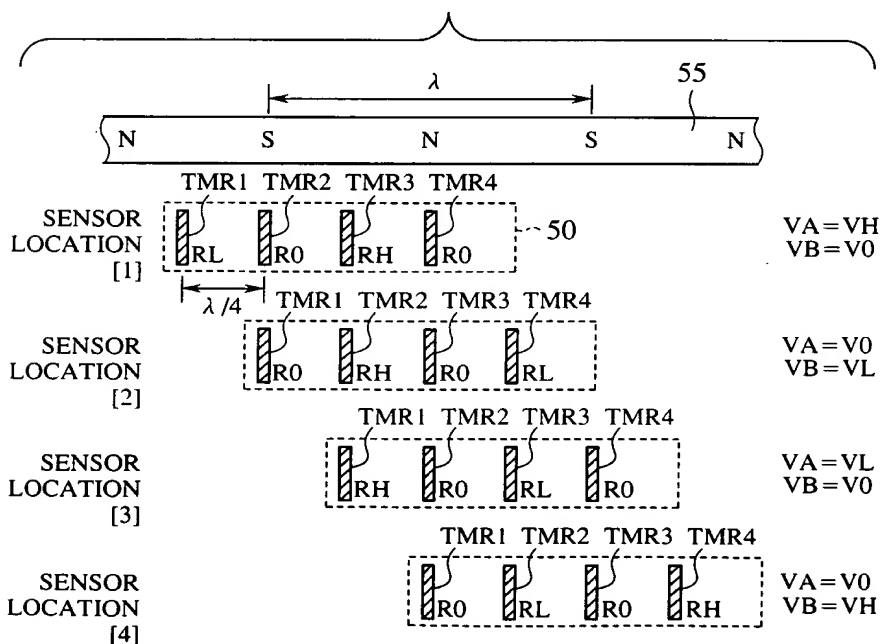 λ
55
N S N S N
TMR1 TMR2 TMR3 TMR4
SENSOR
LOCATION
[1]
RL R0 RH R0
50
VA=VH
VB=V0
λ/4
TMR1 TMR2 TMR3 TMR4
SENSOR
LOCATION
[2]
R0 RH R0 RL
VA=V0
VB=VL
TMR1 TMR2 TMR3 TMR4
SENSOR
LOCATION
[3]
RH R0 RL R0
VA=VL
VB=V0
TMR1 TMR2 TMR3 TMR4
SENSOR
LOCATION
[4]
R0 RL R0 RH
VA=V0
VB=VH